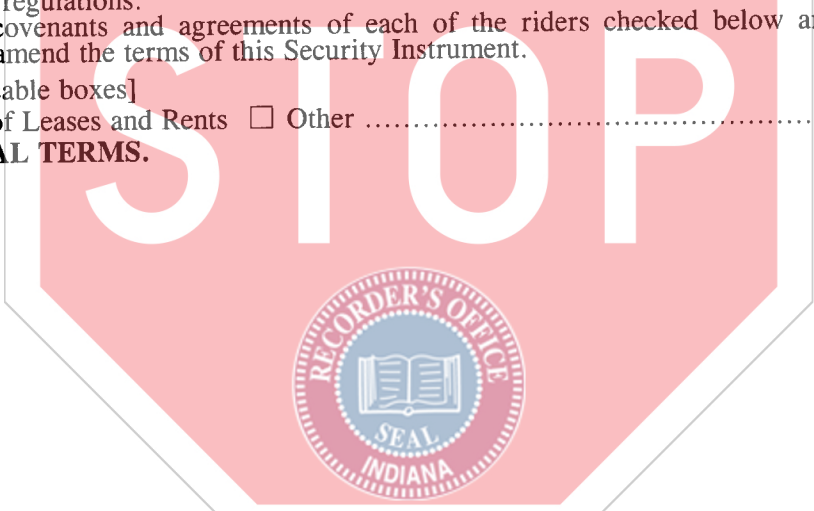 regulations.
covenants and agreements of each of the riders checked below
amend the terms of this Security Instrument.
able boxes]
of Leases and Rents ☐ Other ........................................................
AL TERMS.
STOP
RECORDER'S OFFICE
SEAL
INDIANA